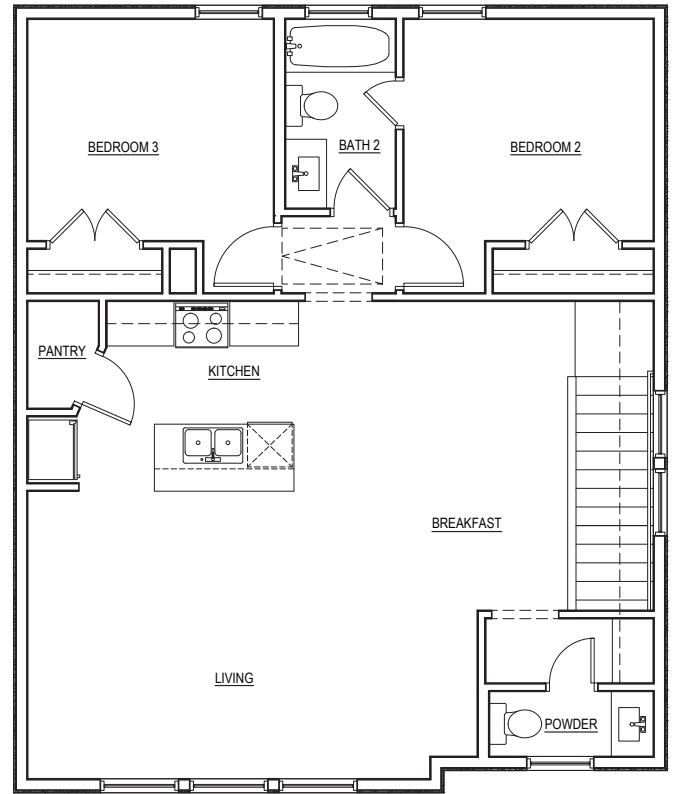 BEDROOM 3
BATH 2
BEDROOM 2
PANTRY
KITCHEN
BREAKFAST
LIVING
POWDER